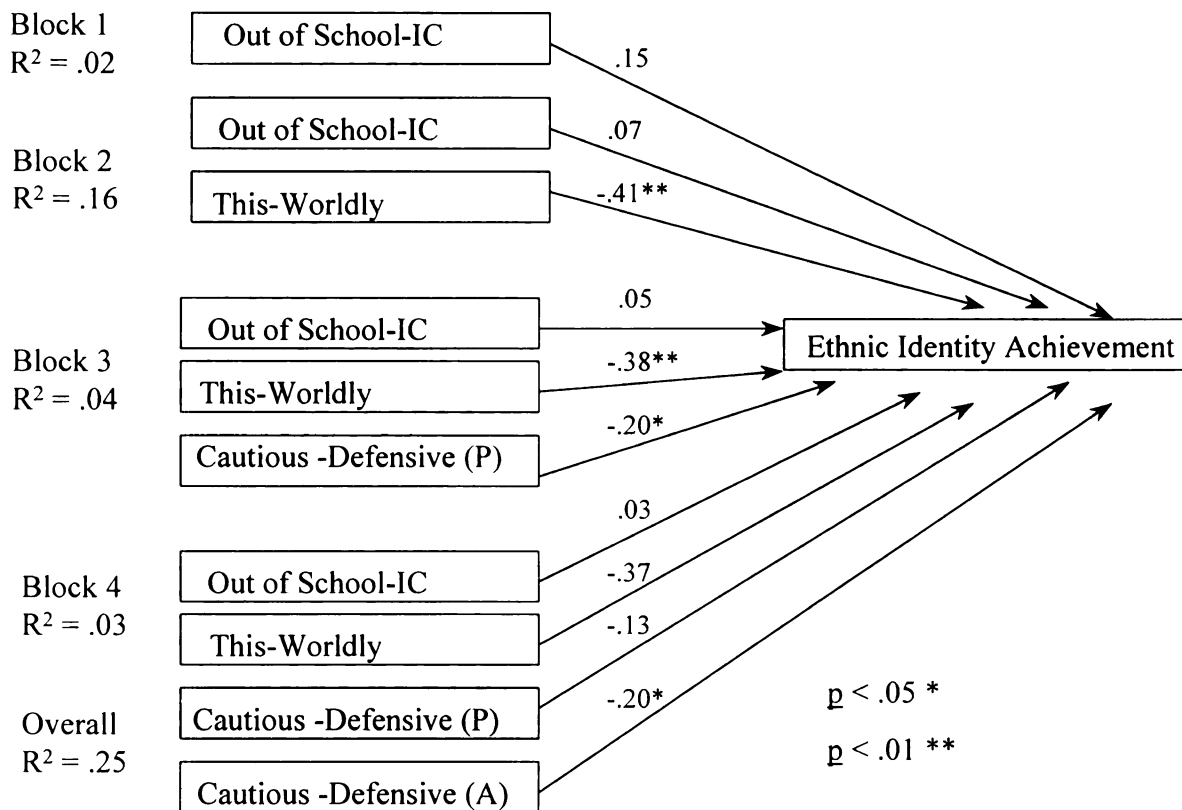 Block 1
R² = .02
Out of School-IC
.15
Block 2
R² = .16
Out of School-IC
.07
This-Worldly
-.41**
Block 3
R² = .04
Out of School-IC
.05
This-Worldly
-.38**
Cautious -Defensive (P)
-.20*
Ethnic Identity Achievement
Block 4
R² = .03
Out of School-IC
.03
This-Worldly
-.37
Cautious -Defensive (P)
-.13
Cautious -Defensive (A)
-.20*
Overall
R² = .25
p < .05 *
p < .01 **